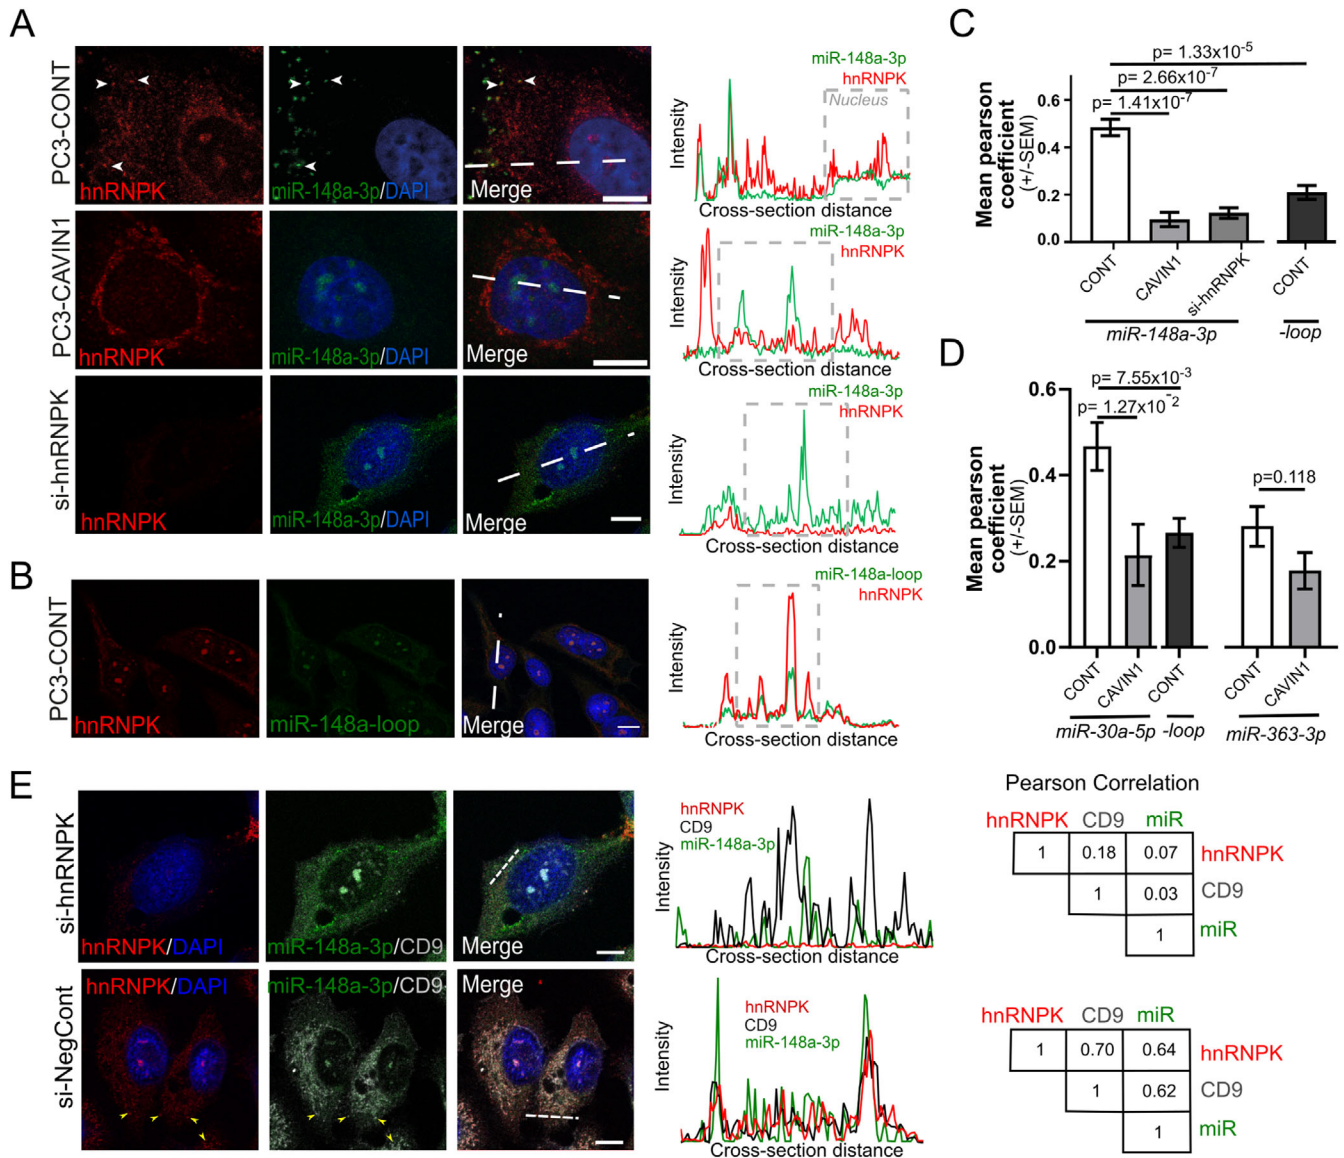 A
PC3-CONT
hnRNPK
miR-148a-3p/DAPI
Merge
miR-148a-3p
hnRNPK
Nucleus
Intensity
Cross-section distance
PC3-CAVIN1
hnRNPK
miR-148a-3p/DAPI
Merge
miR-148a-3p
hnRNPK
Intensity
Cross-section distance
si-hnRNPK
hnRNPK
miR-148a-3p/DAPI
Merge
miR-148a-3p
hnRNPK
Intensity
Cross-section distance
B
PC3-CONT
hnRNPK
miR-148a-loop
Merge
miR-148a-loop
hnRNPK
Intensity
Cross-section distance
C
Mean pearson
coefficient
(+/-SEM)
p= 1.33x10-5
p= 2.66x10-7
p= 1.41x10-7
0.6
0.4
0.2
0.0
CONT
CAVIN1
si-hnRNPK
CONT
miR-148a-3p
-loop
D
Mean pearson
coefficient
(+/-SEM)
p= 7.55x10-3
p= 1.27x10-2
p=0.118
0.6
0.4
0.2
0.0
CONT
CAVIN1
CONT
CONT
CAVIN1
miR-30a-5p
-loop
miR-363-3p
E
si-hnRNPK
hnRNPK/DAPI
miR-148a-3p/CD9
Merge
hnRNPK
CD9
miR-148a-3p
Intensity
Cross-section distance
Pearson Correlation
hnRNPK CD9 miR
1 0.18 0.07 hnRNPK
1 0.03 CD9
1 miR
si-NegCont
hnRNPK/DAPI
miR-148a-3p/CD9
Merge
hnRNPK
CD9
miR-148a-3p
Intensity
Cross-section distance
hnRNPK CD9 miR
1 0.70 0.64 hnRNPK
1 0.62 CD9
1 miR